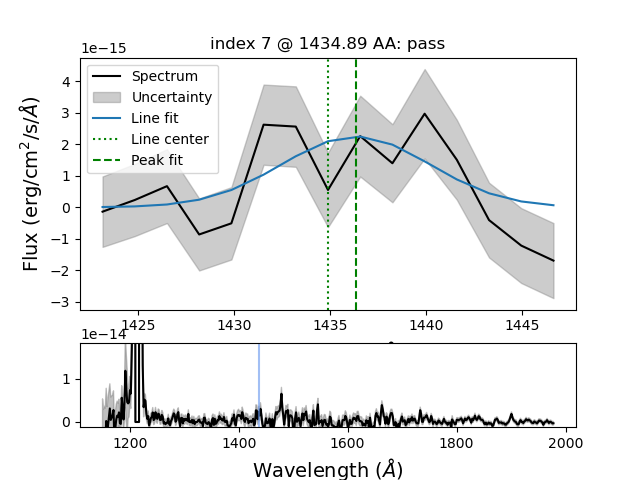 index 7 @ 1434.89 AA: pass
1e−15
Flux (erg/cm²/s/Å)
4
3
2
1
0
−1
−2
−3
Spectrum
Uncertainty
Line fit
Line center
Peak fit
1425
1430
1435
1440
1445
1e−14
1
0
1200
1400
1600
1800
2000
Wavelength (Å)